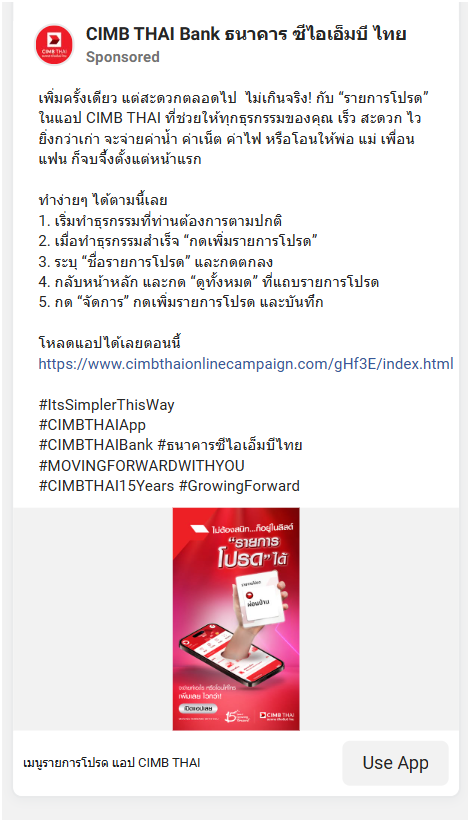 CIMB THAI Bank ธนาคาร ซีไอเอ็มบี ไทย
Sponsored
เพิ่มครั้งเดียว แต่สะดวกตลอดไป ไม่เกินจริง! กับ “รายการโปรด”
ในแอป CIMB THAI ที่ช่วยให้ทุกธุรกรรมของคุณ เร็ว สะดวก ไว
ยิ่งกว่าเก่า จะจ่ายค่าน้ำ ค่าเน็ต ค่าไฟ หรือโอนให้พ่อ แม่ เพื่อน
แฟน ก็จบจึ้งตั้งแต่หน้าแรก
ทำง่ายๆ ได้ตามนี้เลย
1. เริ่มทำธุรกรรมที่ท่านต้องการตามปกติ
2. เมื่อทำธุรกรรมสำเร็จ “กดเพิ่มรายการโปรด”
3. ระบุ “ชื่อรายการโปรด” และกดตกลง
4. กลับหน้าหลัก และกด “ดูทั้งหมด” ที่แถบรายการโปรด
5. กด “จัดการ” กดเพิ่มรายการโปรด และบันทึก
โหลดแอปได้เลยตอนนี้
https://www.cimbthaionlinecampaign.com/gHf3E/index.html
#ItsSimplerThisWay
#CIMBTHAIApp
#CIMBTHAIBank #ธนาคารซีไอเอ็มบีไทย
#MOVINGFORWARDWITHYOU
#CIMBTHAI15Years #GrowingForward
ไม่ต้องสนิท...ก็อยู่ในลิสต์
“รายการ
โปรด” ได้
ผ่อนบ้าน
เพิ่มเลย ไวกว่า!
เปิดแอปเลย
15 CIMB THAI
เมนูรายการโปรด แอป CIMB THAI
Use App